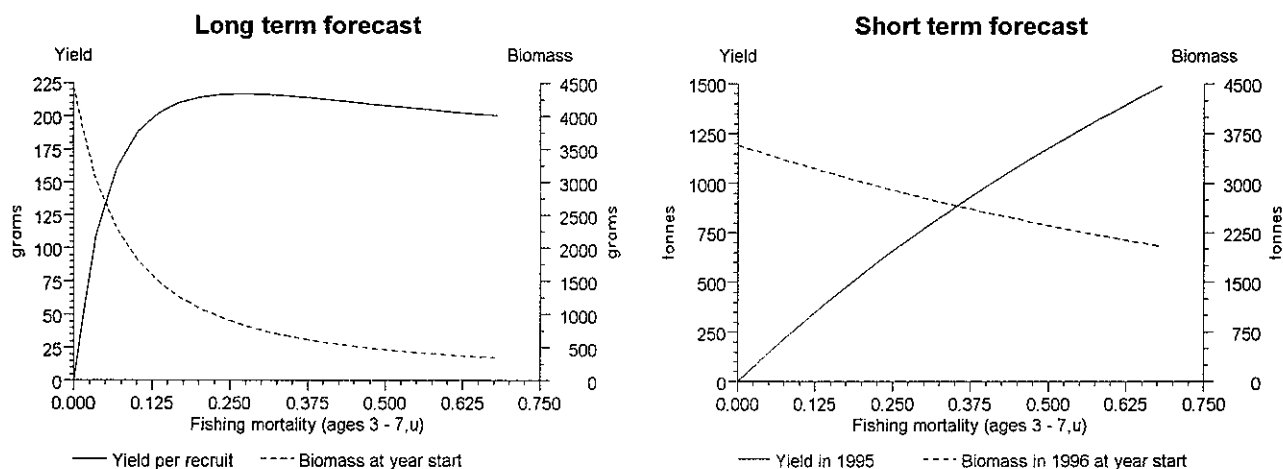 Long term forecast
Yield
Biomass
225
200
175
150
125
100
75
50
25
0
grams
4500
4000
3500
3000
2500
2000
1500
1000
500
0
grams
0.000 0.125 0.250 0.375 0.500 0.625 0.750
Fishing mortality (ages 3 - 7,u)
Yield per recruit Biomass at year start
Short term forecast
Yield
Biomass
1500
1250
1000
750
500
250
0
tonnes
4500
3750
3000
2250
1500
750
0
tonnes
0.000 0.125 0.250 0.375 0.500 0.625 0.750
Fishing mortality (ages 3 - 7,u)
Yield in 1995 Biomass in 1996 at year start